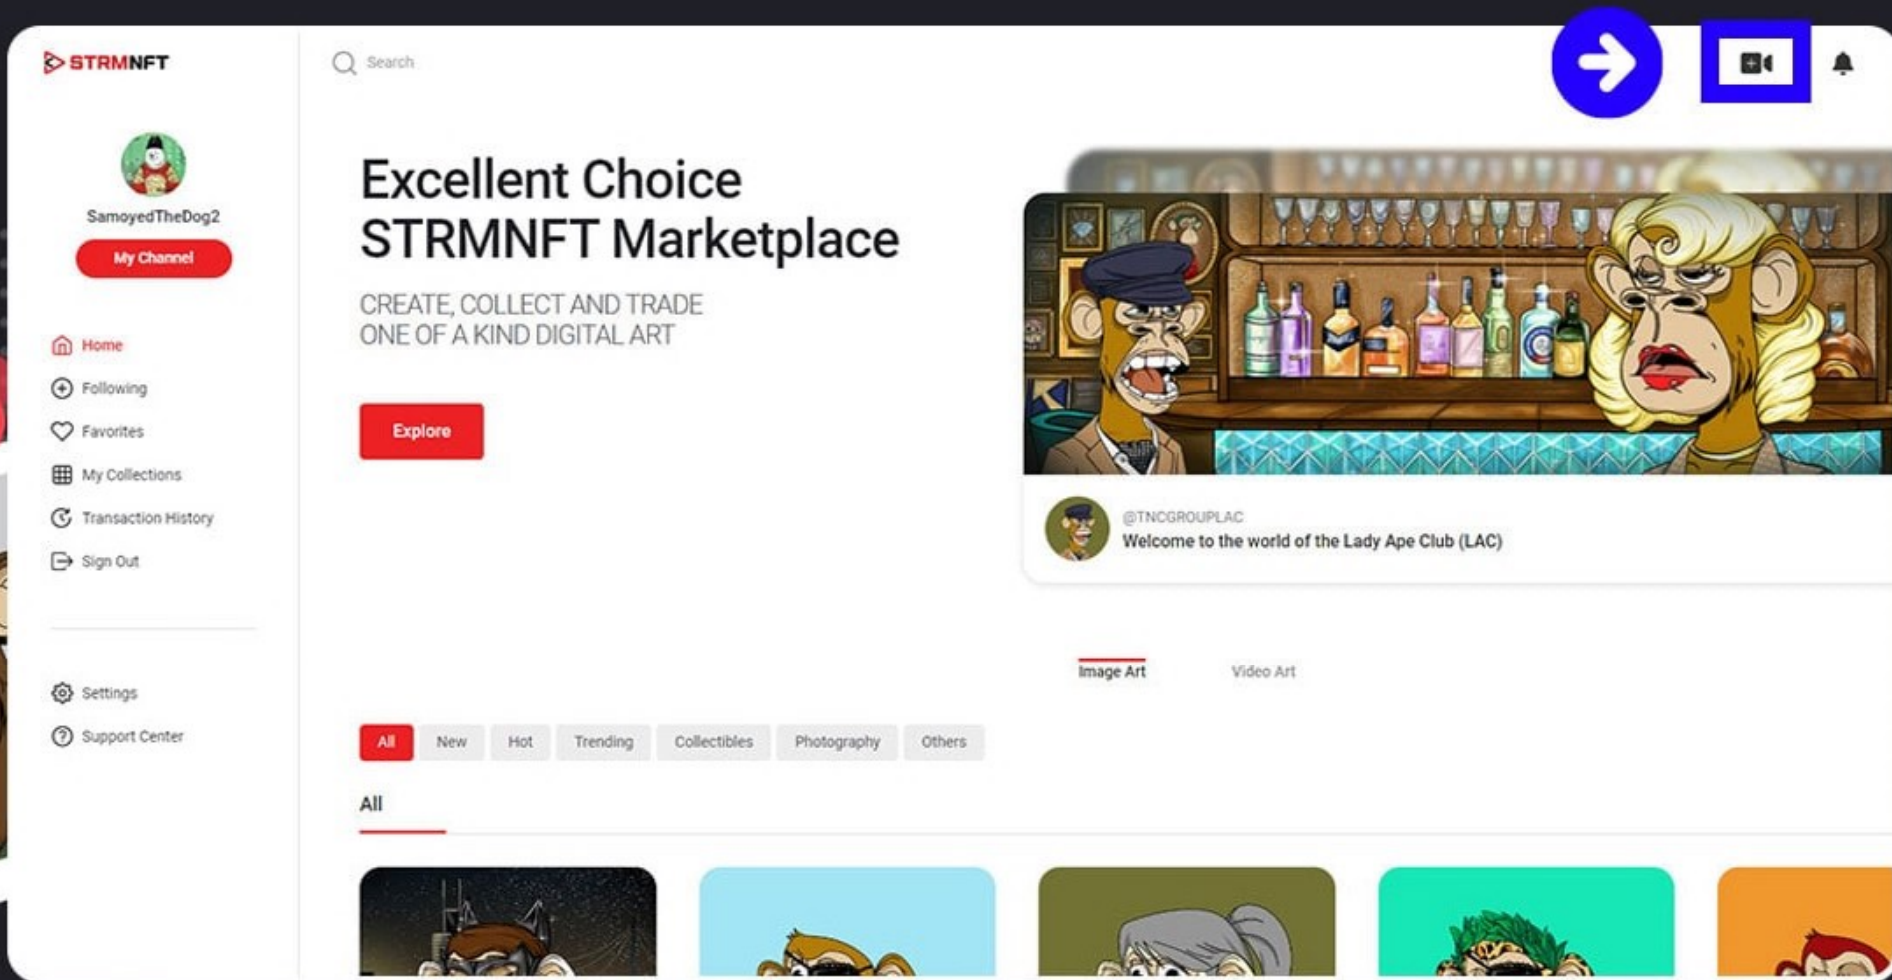 STRMNFT
Search
SamoyedTheDog2
My Channel
Home
Following
Favorites
My Collections
Transaction History
Sign Out
Settings
Support Center
Excellent Choice
STRMNFT Marketplace
CREATE, COLLECT AND TRADE
ONE OF A KIND DIGITAL ART
Explore
@TNCGROUPLAC
Welcome to the world of the Lady Ape Club (LAC)
Image Art Video Art
All New Hot Trending Collectibles Photography Others
All